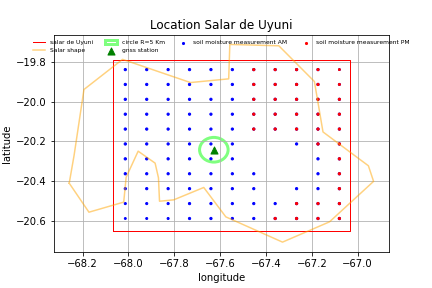 Location Salar de Uyuni
salar de Uyuni
Salar shape
circle R=5 Km
gnss station
soil moisture measurement AM
soil moisture measurement PM
latitude
−19.8
−20.0
−20.2
−20.4
−20.6
−68.2 −68.0 −67.8 −67.6 −67.4 −67.2 −67.0
longitude